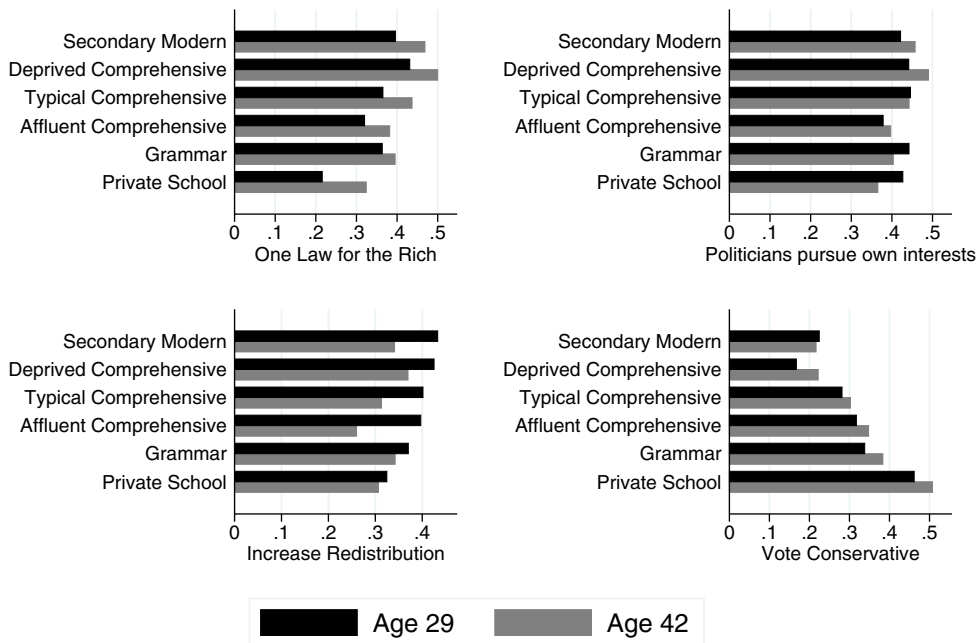 Secondary Modern
Deprived Comprehensive
Typical Comprehensive
Affluent Comprehensive
Grammar
Private School
0 .1 .2 .3 .4 .5
One Law for the Rich
Secondary Modern
Deprived Comprehensive
Typical Comprehensive
Affluent Comprehensive
Grammar
Private School
0 .1 .2 .3 .4 .5
Politicians pursue own interests
Secondary Modern
Deprived Comprehensive
Typical Comprehensive
Affluent Comprehensive
Grammar
Private School
0 .1 .2 .3 .4
Increase Redistribution
Secondary Modern
Deprived Comprehensive
Typical Comprehensive
Affluent Comprehensive
Grammar
Private School
0 .1 .2 .3 .4 .5
Vote Conservative
Age 29 Age 42